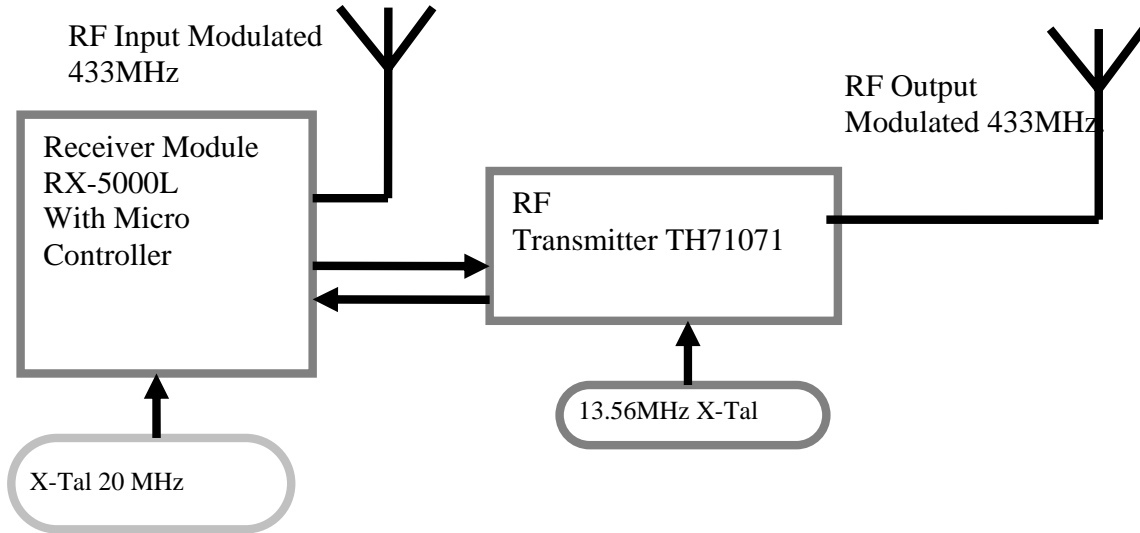 RF Input Modulated
433MHz
RF Output
Modulated 433MHz.
Receiver Module
RX-5000L
With Micro
Controller
RF
Transmitter TH71071
13.56MHz X-Tal
X-Tal 20 MHz